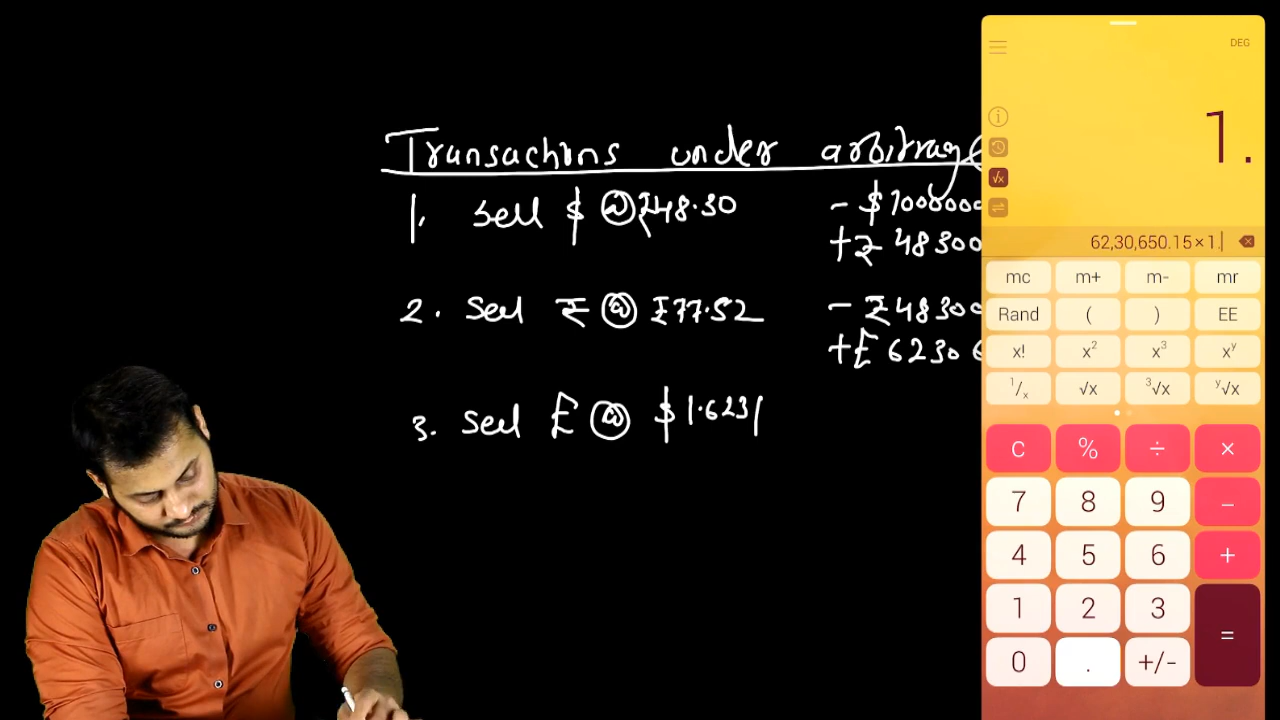 Transactions under arbitrage
1. Sell $ @ ₹48.30 - $ 1000000
+₹ 48300
2. Sell ₹ @ ₹77.52 - ₹48300
+£ 6230 6
3. Sell £ @ $1.6231
DEG
1.
62,30,650.15×1.
mc m+ m- mr
Rand ( ) EE
x! x² x³ xʸ
¹/ₓ √x ³√x ʸ√x
C % ÷ ×
7 8 9 −
4 5 6 +
1 2 3
0 . +/- =